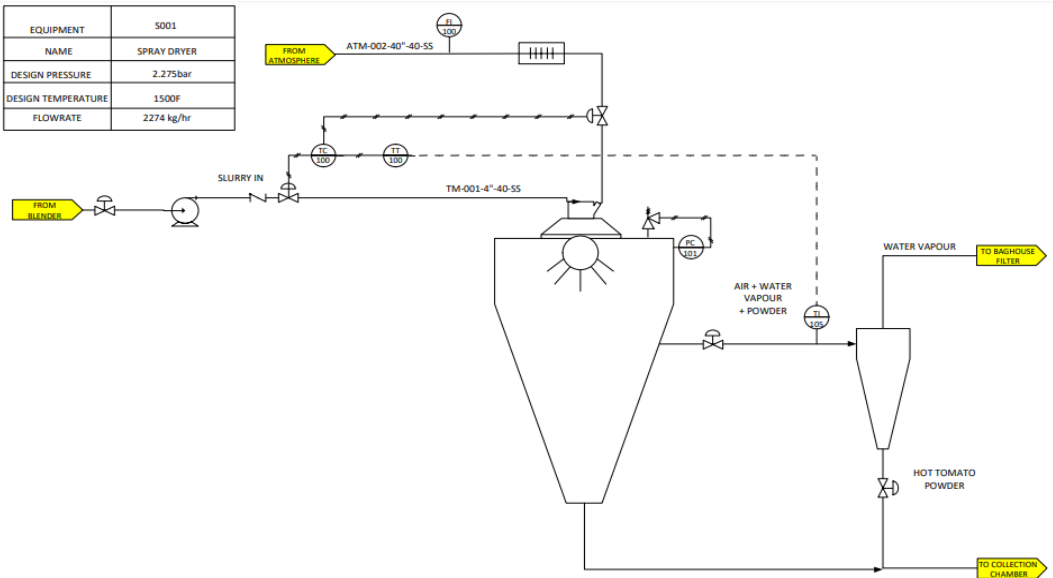 EQUIPMENT S001
NAME SPRAY DRYER
DESIGN PRESSURE 2.275bar
DESIGN TEMPERATURE 1500F
FLOWRATE 2274 kg/hr
FROM
ATMOSPHERE
ATM-002-40"-40-SS
FI
100
TC
100
TT
100
SLURRY IN
TM-001-4"-40-SS
FROM
BLENDER
PC
101
WATER VAPOUR
TO BAGHOUSE
FILTER
AIR + WATER
VAPOUR
+ POWDER
TI
105
HOT TOMATO
POWDER
TO COLLECTION
CHAMBER